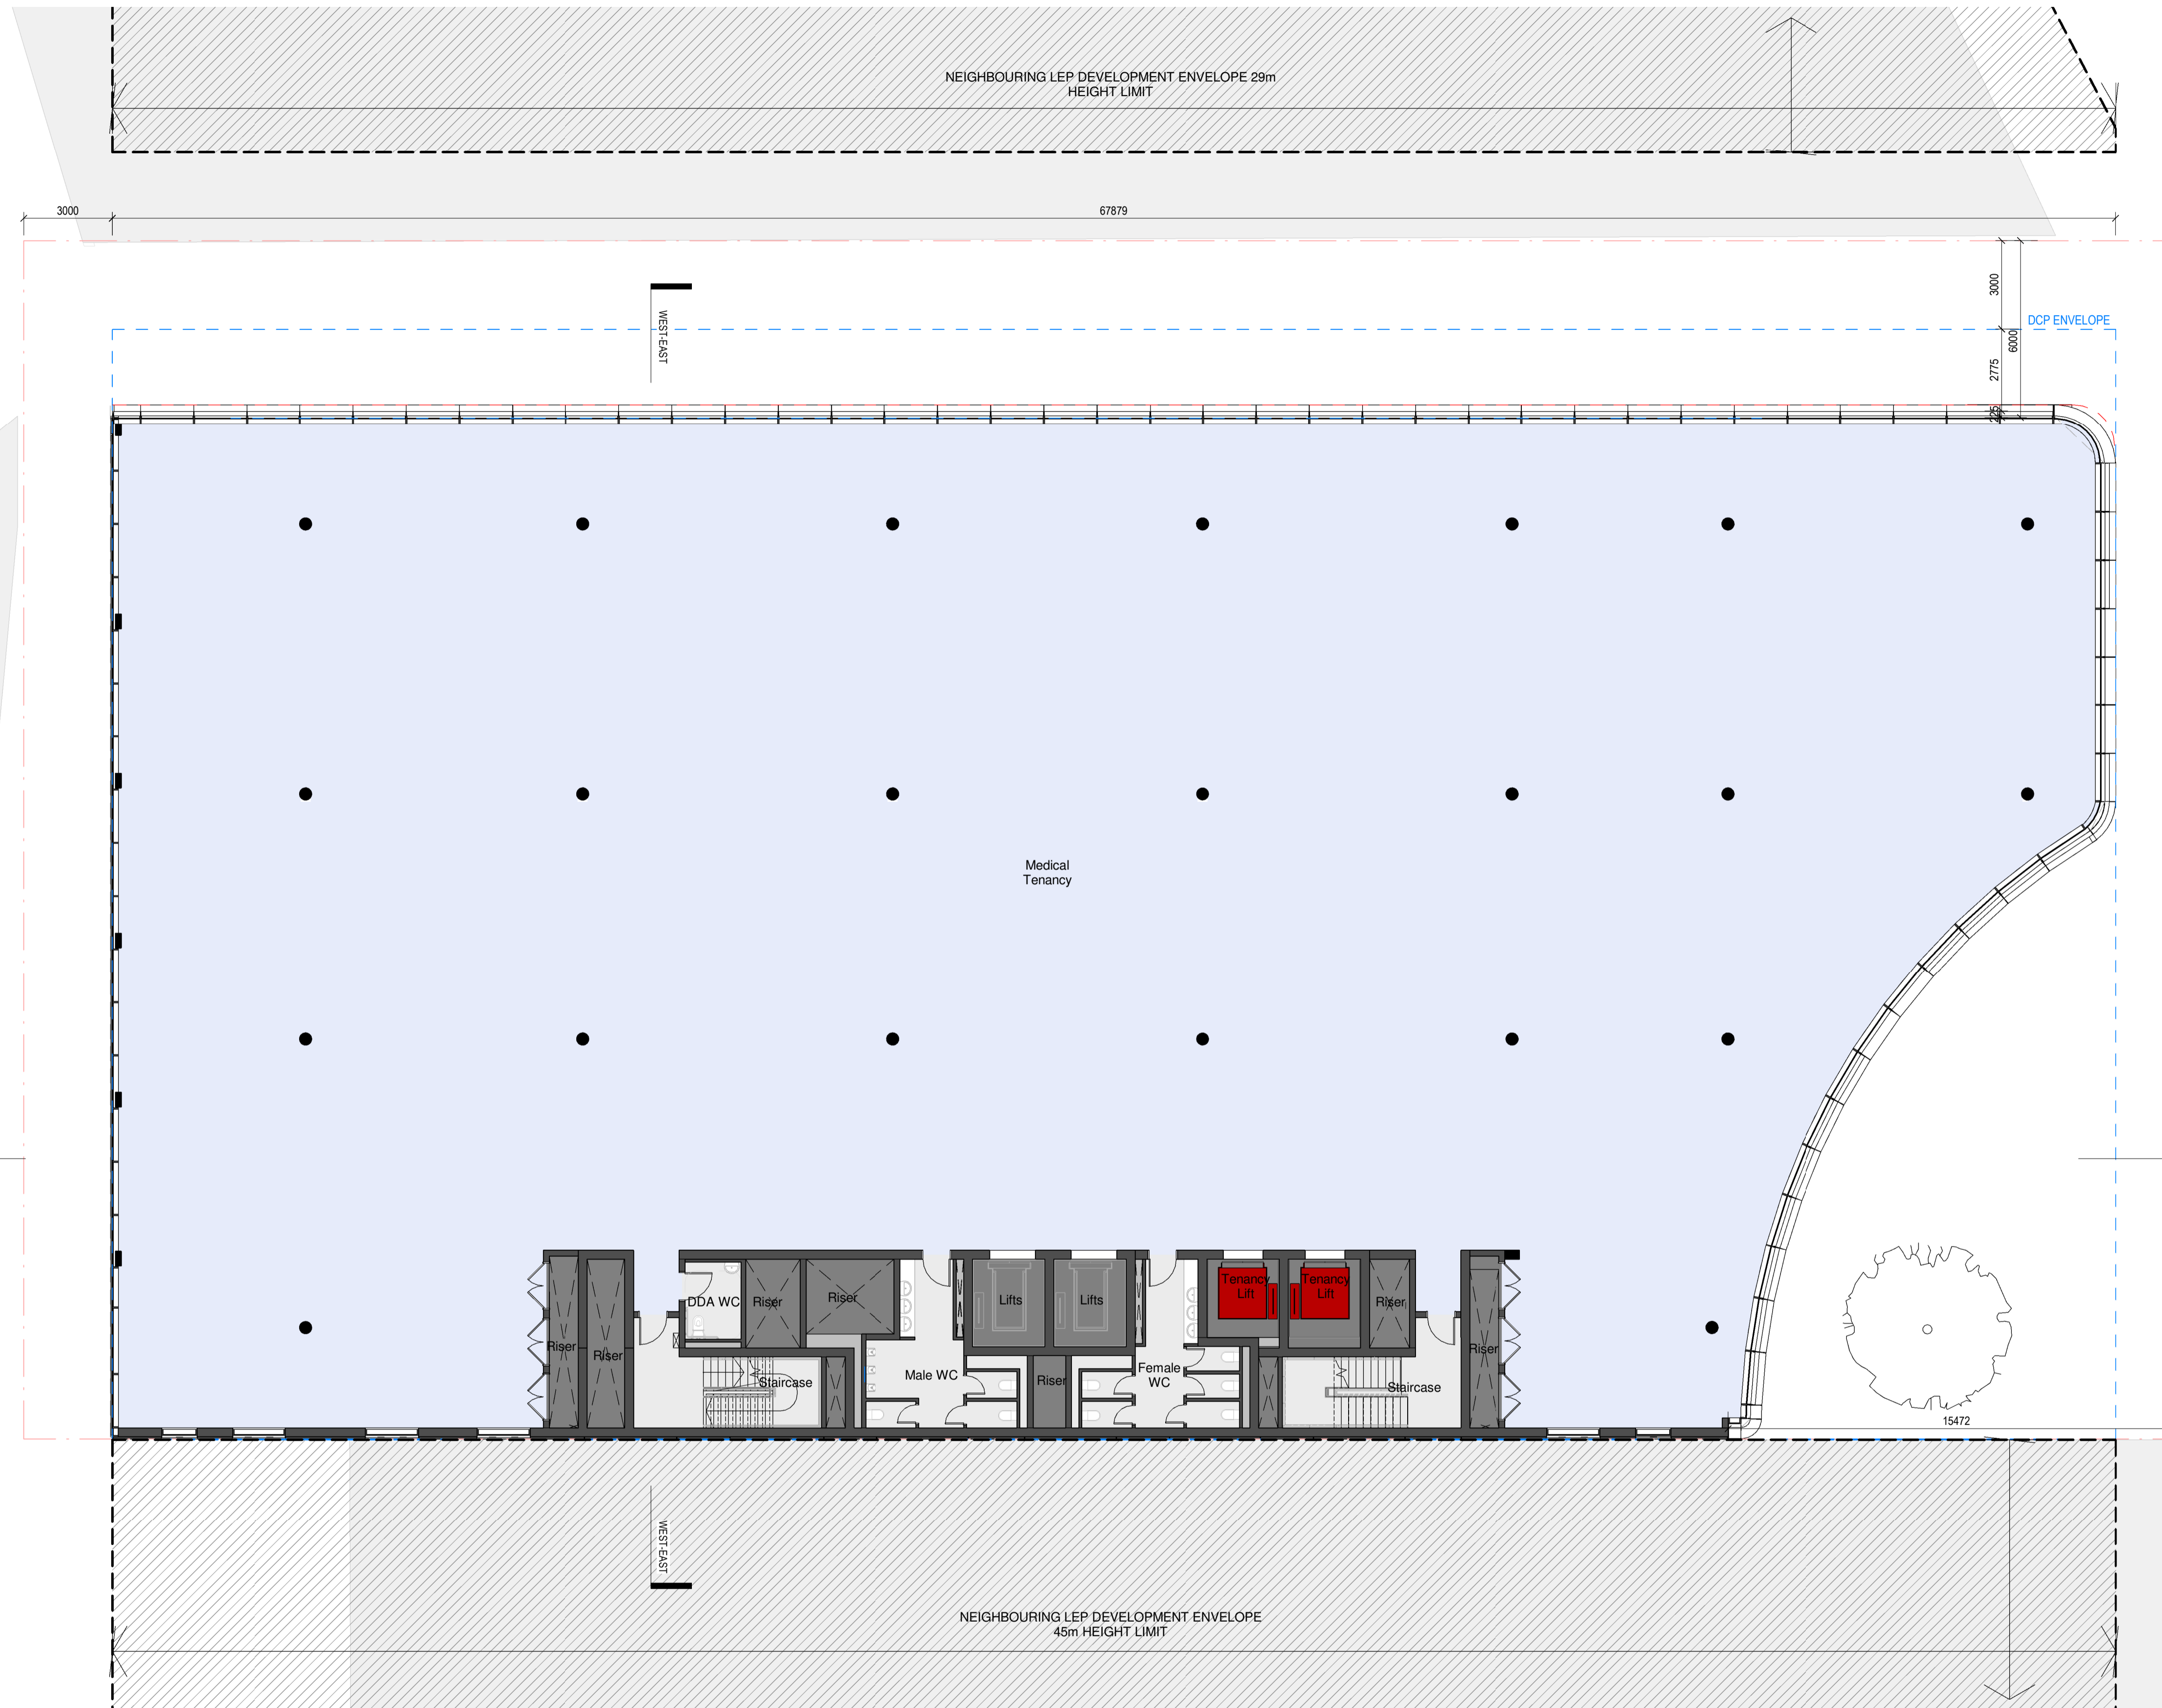 NEIGHBOURING LEP DEVELOPMENT ENVELOPE 29m
HEIGHT LIMIT
3000
67879
3000
DCP ENVELOPE
6000
2775
225
WEST-EAST
Medical
Tenancy
DDA WC
Riser
Riser
Lifts
Lifts
Tenancy
Lift
Tenancy
Lift
Riser
Riser
Riser
Riser
Staircase
Male WC
Riser
Female
WC
Staircase
15472
WEST-EAST
NEIGHBOURING LEP DEVELOPMENT ENVELOPE
45m HEIGHT LIMIT